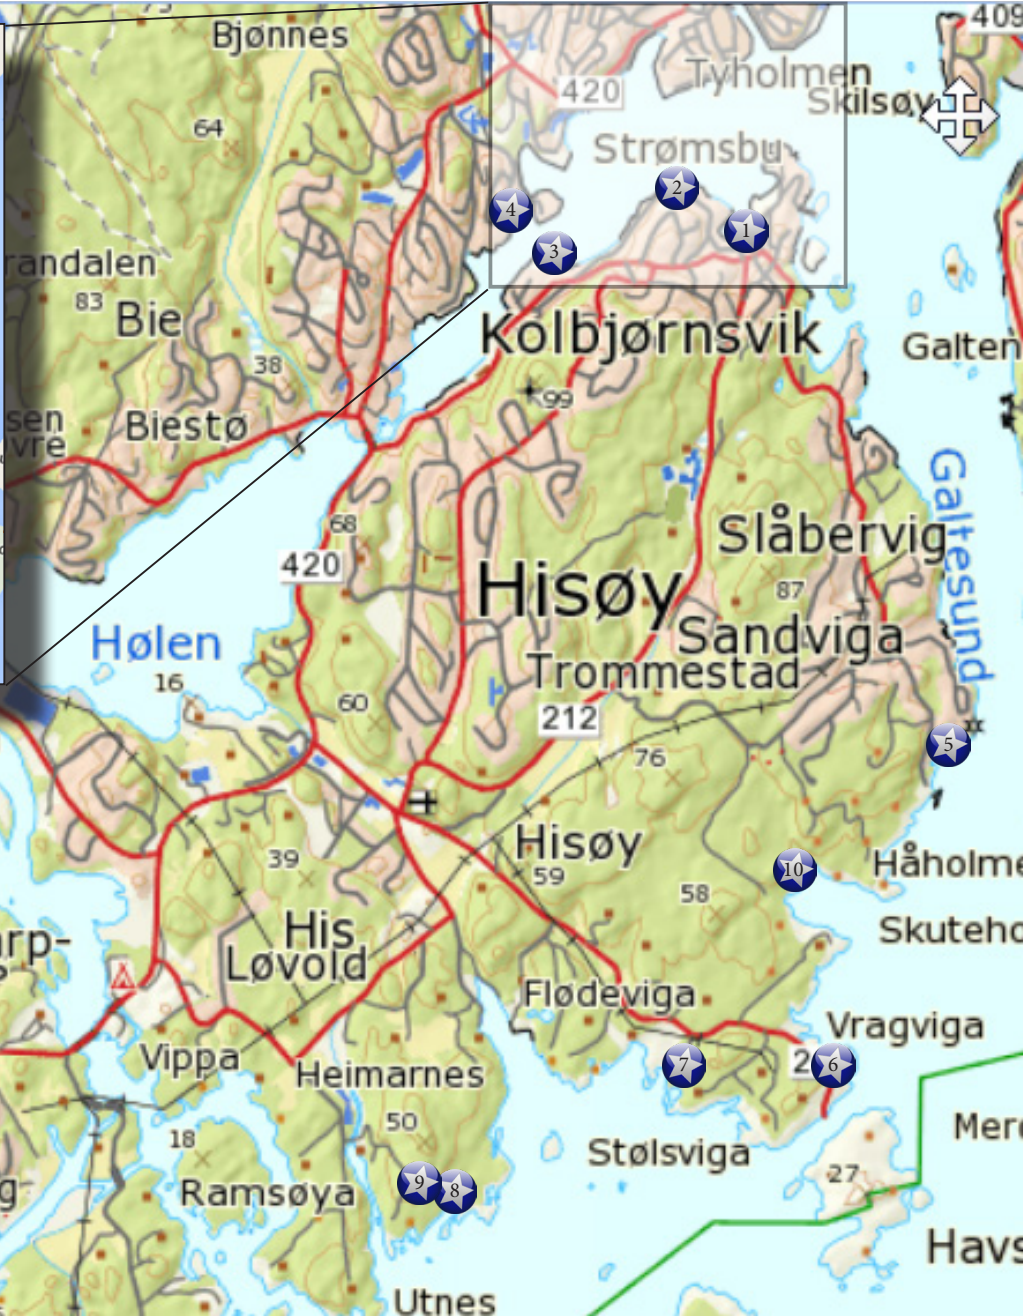 Bjønnes
409
Tyholmen
420
Skilsøy
64
Strømsbu
2
4
1
3
randalen
83
Bie
Kolbjørnsvik
Galten
38
99
sen
vre
Biestø
Galtesund
68
Slåbervig
420
87
Hisøy
Sandviga
Hølen
Trommestad
16
60
212
76
5
Hisøy
39
59
10
Håholme
58
His
Skuteho
arp-
Løvold
Flødeviga
Vragviga
Vippa
7
2
6
Heimarnes
50
Mero
18
Stølsviga
27
9
8
g
Ramsøya
Havs
Utnes